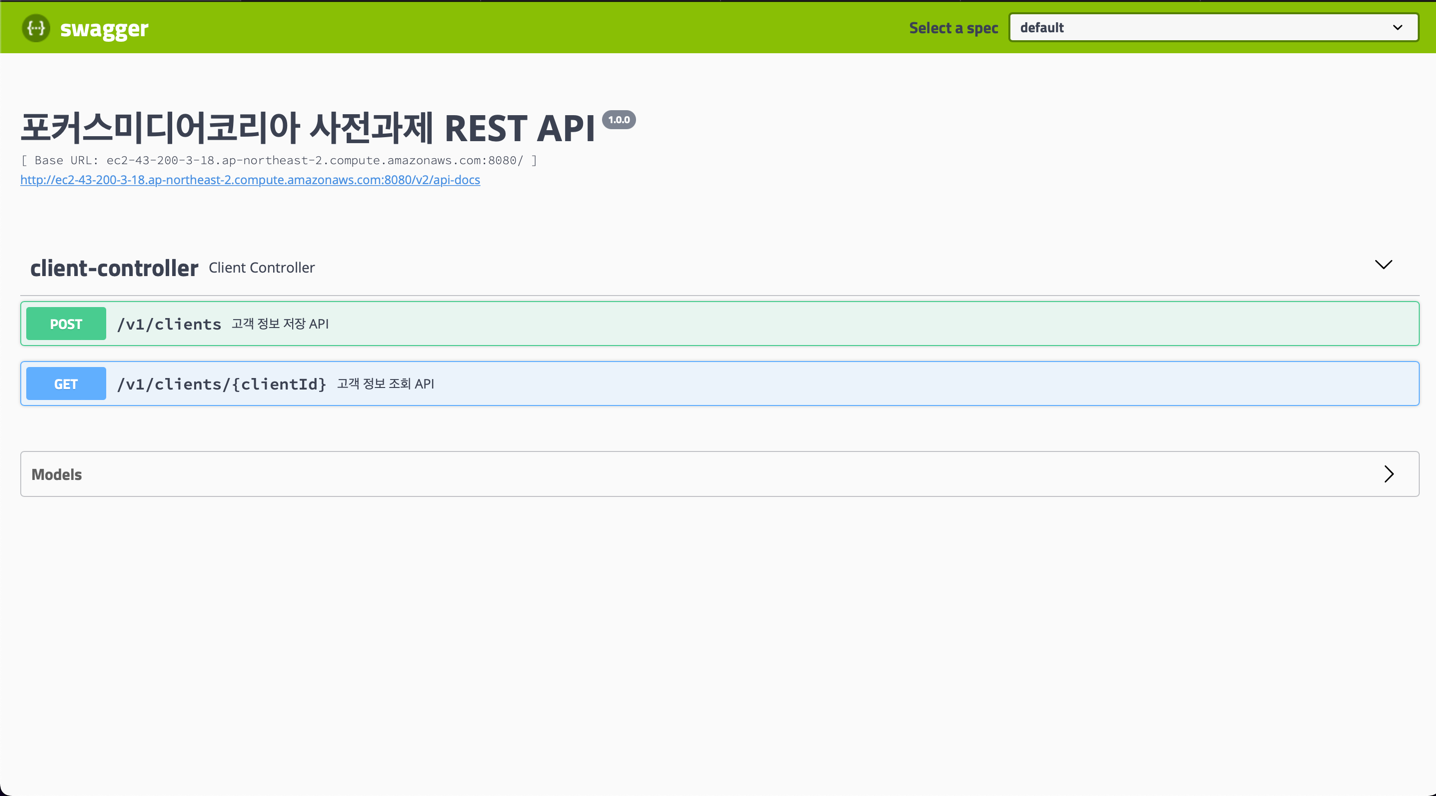 swagger
Select a spec default
포커스미디어코리아 사전과제 REST API 1.0.0
[ Base URL: ec2-43-200-3-18.ap-northeast-2.compute.amazonaws.com:8080/ ]
http://ec2-43-200-3-18.ap-northeast-2.compute.amazonaws.com:8080/v2/api-docs
client-controller Client Controller
POST /v1/clients 고객 정보 저장 API
GET /v1/clients/{clientId} 고객 정보 조회 API
Models